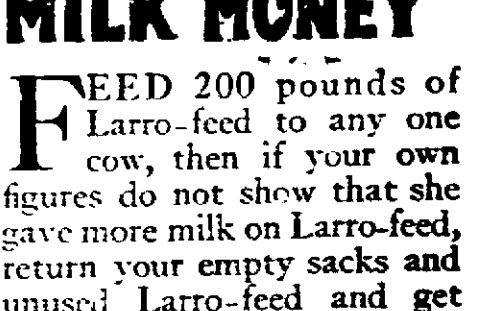 MILK MONEY
FEED 200 pounds of
Larro-feed to any one
cow, then if your own
figures do not show that she
gave more milk on Larro-feed,
return your empty sacks and
unused Larro-feed and get